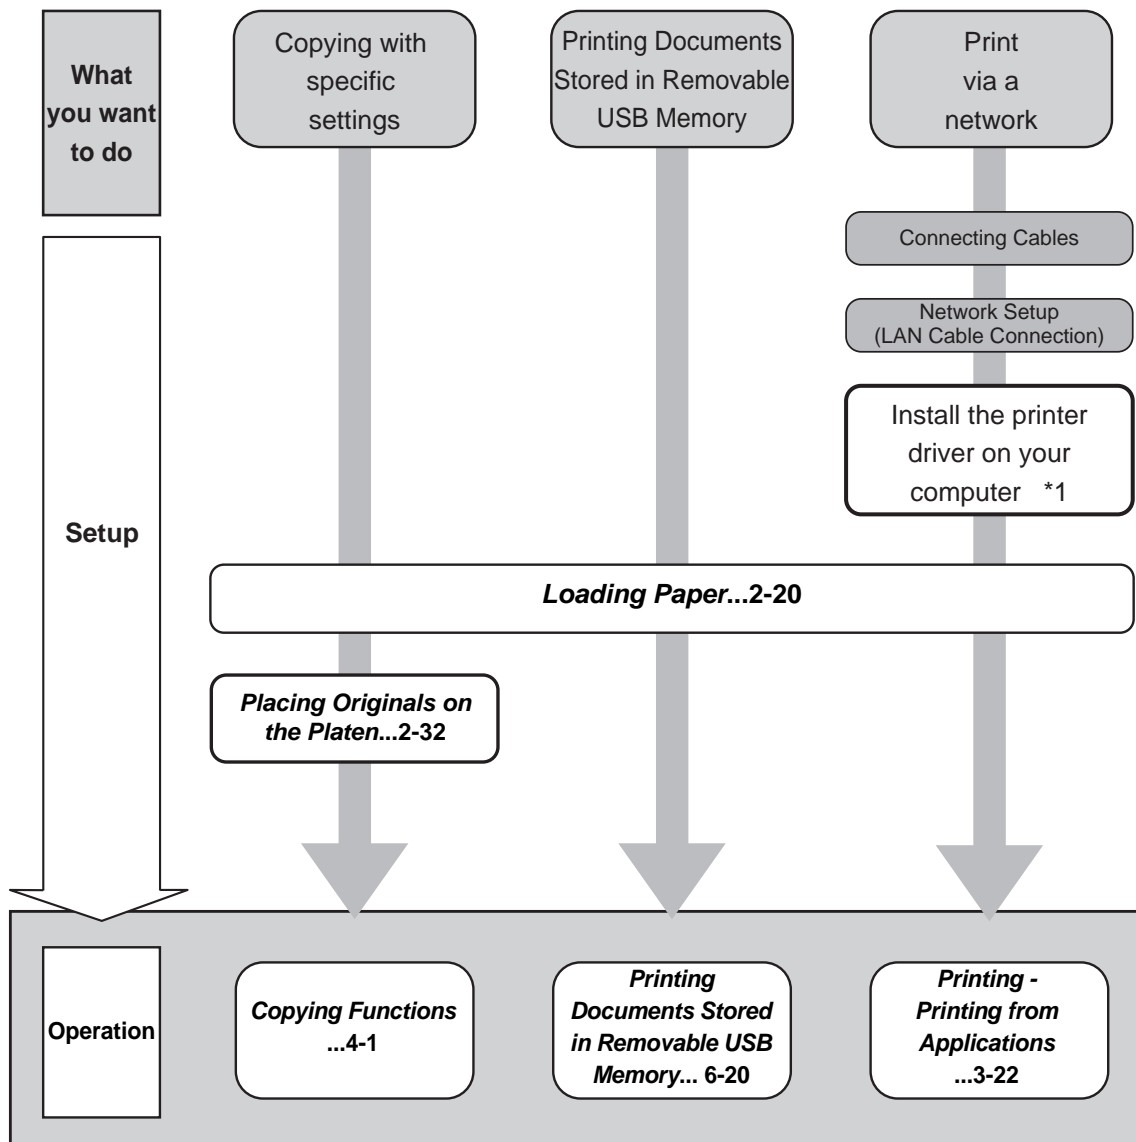 What
you want
to do
Copying with
specific
settings
Printing Documents
Stored in Removable
USB Memory
Print
via a
network
Connecting Cables
Network Setup
(LAN Cable Connection)
Install the printer
driver on your
computer *1
Setup
Loading Paper...2-20
Placing Originals on
the Platen...2-32
Operation
Copying Functions
...4-1
Printing
Documents Stored
in Removable USB
Memory... 6-20
Printing -
Printing from
Applications
...3-22